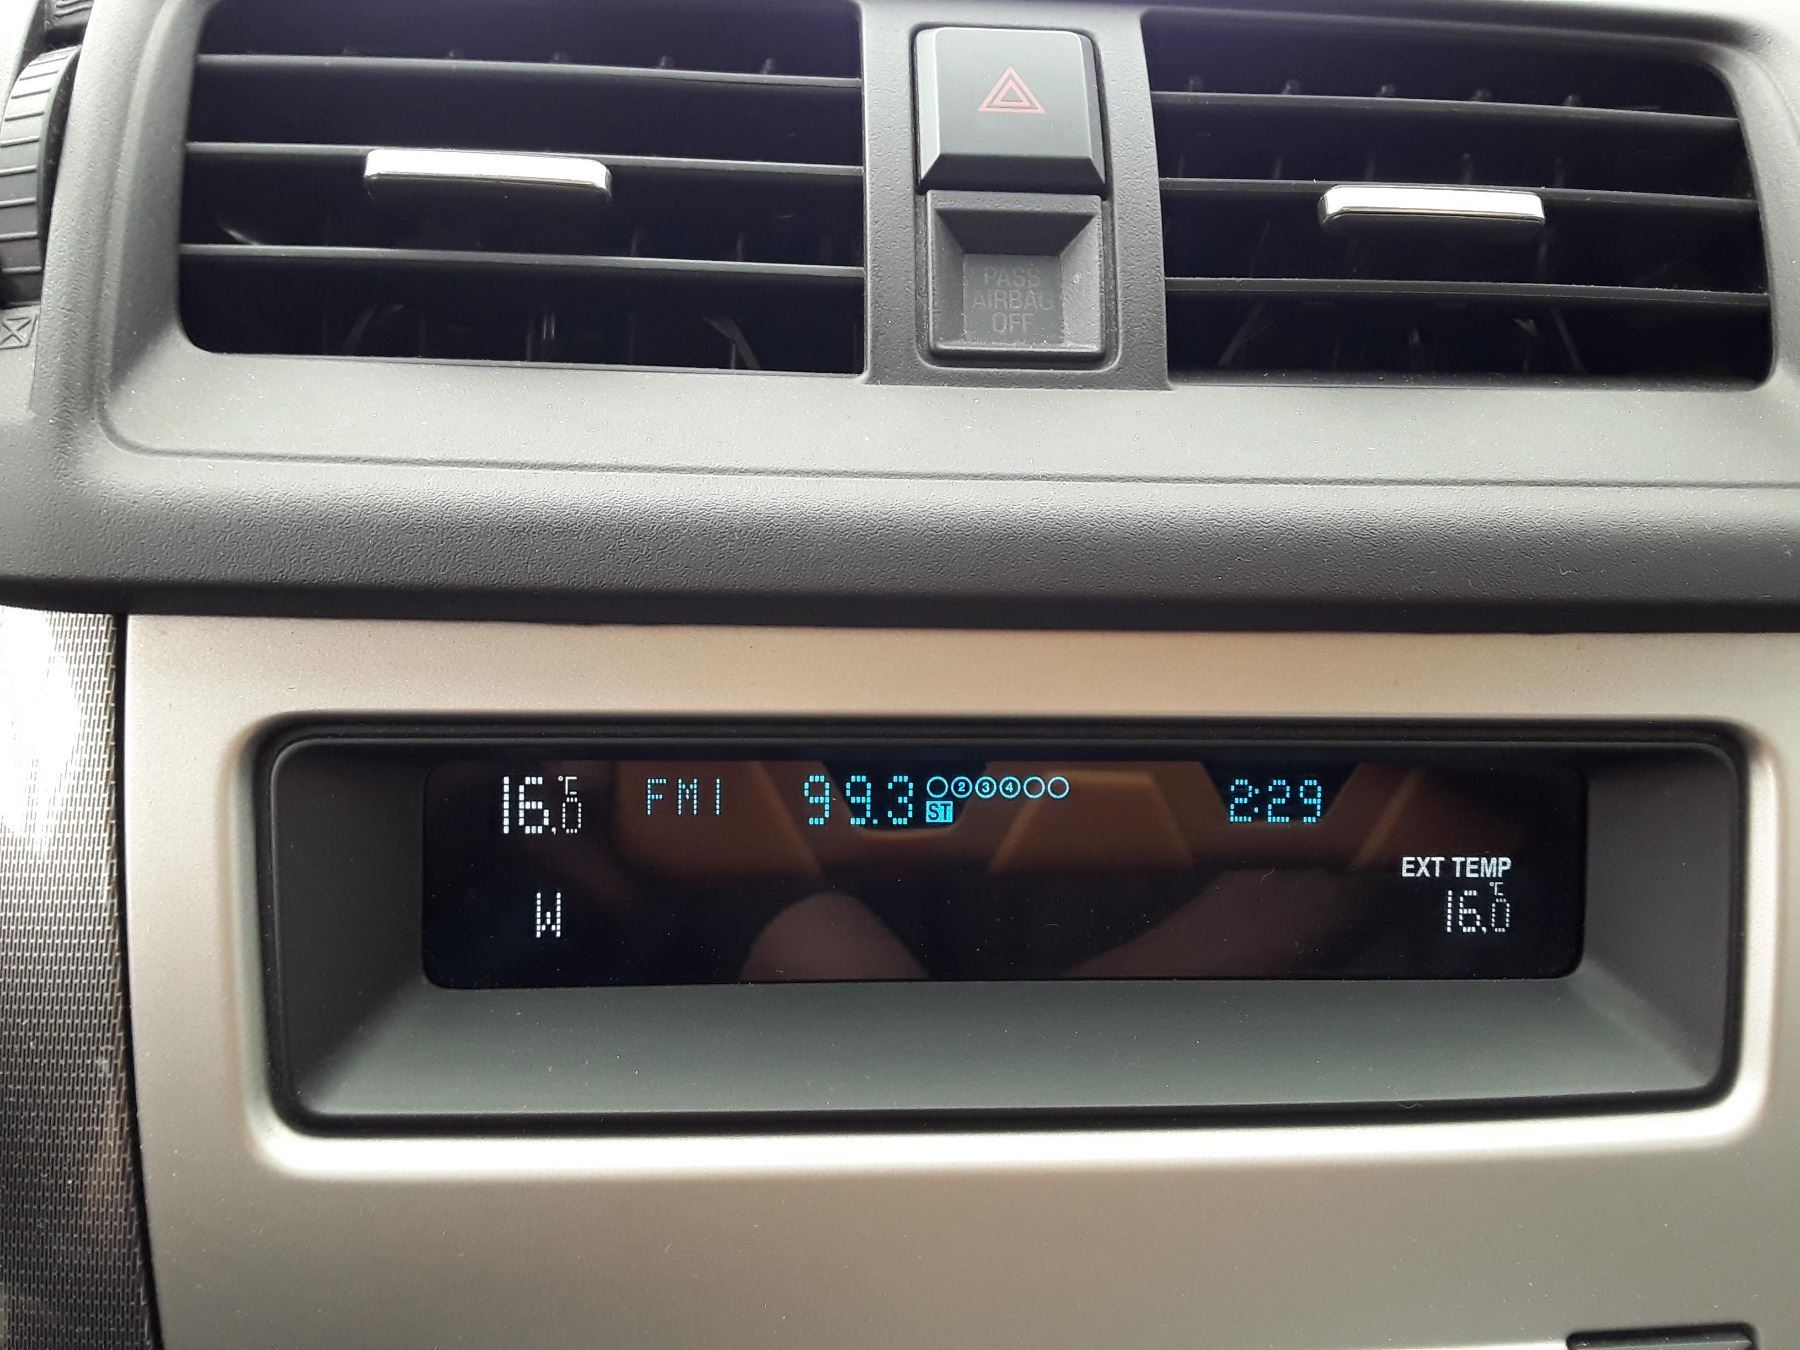 PASS
AIRBAG
OFF
16.0 °C FM1 99.3 2 3 4 2:29
ST
EXT TEMP
W 16.0 °C